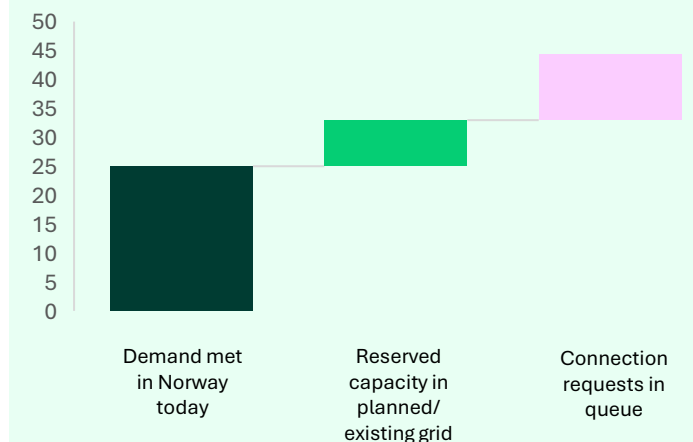 50
45
40
35
30
25
20
15
10
5
0
Demand met
in Norway
today
Reserved
capacity in
planned/
existing grid
Connection
requests in
queue